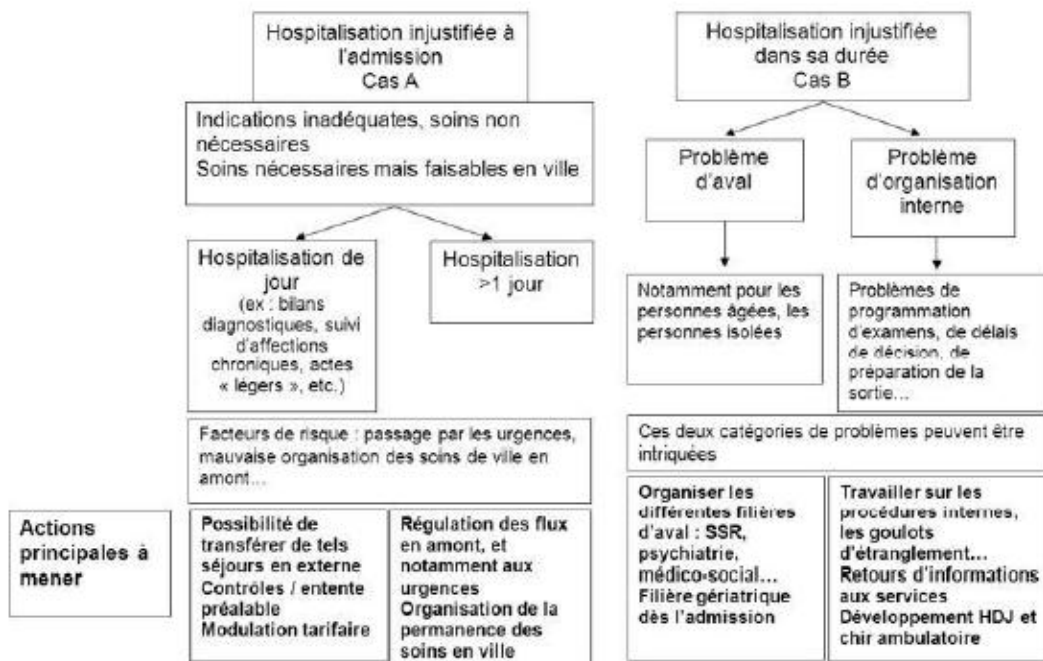 Hospitalisation injustifiée à
l'admission
Cas A
Hospitalisation injustifiée
dans sa durée
Cas B
Indications inadéquates, soins non
nécessaires
Soins nécessaires mais faisables en ville
Problème
d'aval
Problème
d'organisation
interne
Hospitalisation de
jour
(ex : bilans
diagnostiques, suivi
d'affections
chroniques, actes
« légers », etc.)
Hospitalisation
>1 jour
Notamment pour les
personnes âgées, les
personnes isolées
Problèmes de
programmation
d'examens, de délais
de décision, de
préparation de la
sortie…
Facteurs de risque : passage par les urgences,
mauvaise organisation des soins de ville en
amont…
Ces deux catégories de problèmes peuvent être
intriquées
Actions
principales à
mener
Possibilité de
transférer de tels
séjours en externe
Contrôles / entente
préalable
Modulation tarifaire
Régulation des flux
en amont, et
notamment aux
urgences
Organisation de la
permanence des
soins en ville
Organiser les
différentes filières
d'aval : SSR,
psychiatrie,
médico-social…
Filière gériatrique
dès l'admission
Travailler sur les
procédures internes,
les goulots
d'étranglement…
Retours d'informations
aux services
Développement HDJ et
chir ambulatoire